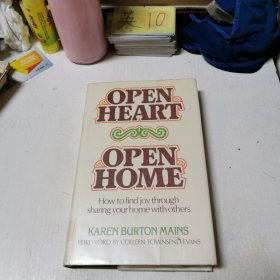 英 10
OPEN
HEART
OPEN
HOME
How to find joy through
sharing your home with others
KAREN BURTON MAINS
FOREWORD BY COLLEEN TOWNSEND EVANS